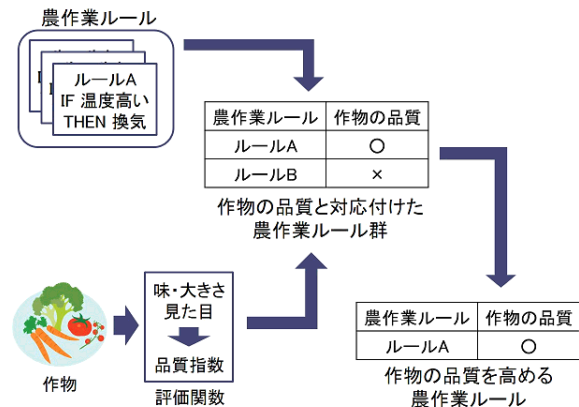 農作業ルール
ルールA
IF 温度高い
THEN 換気
農作業ルール 作物の品質
ルールA ○
ルールB ×
作物の品質と対応付けた
農作業ルール群
味・大きさ
見た目
品質指数
評価関数
作物
農作業ルール 作物の品質
ルールA ○
作物の品質を高める
農作業ルール